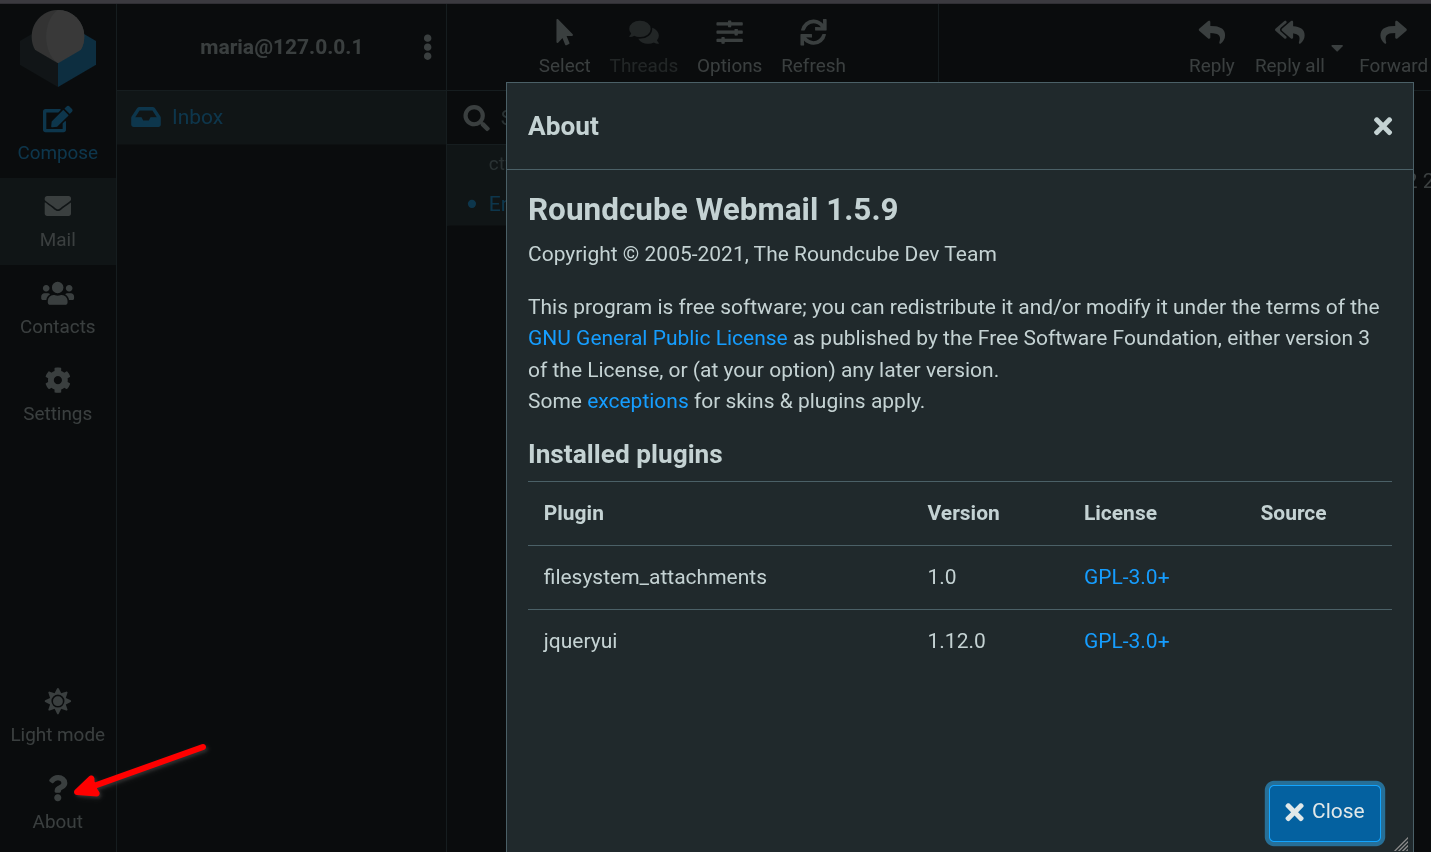 maria@127.0.0.1
Select Threads Options Refresh
Reply Reply all Forward
Compose
Inbox
Mail
Contacts
Settings
Light mode
About
About
Roundcube Webmail 1.5.9
Copyright © 2005-2021, The Roundcube Dev Team
This program is free software; you can redistribute it and/or modify it under the terms of the
GNU General Public License as published by the Free Software Foundation, either version 3
of the License, or (at your option) any later version.
Some exceptions for skins & plugins apply.
Installed plugins
Plugin Version License Source
filesystem_attachments 1.0 GPL-3.0+
jqueryui 1.12.0 GPL-3.0+
Close